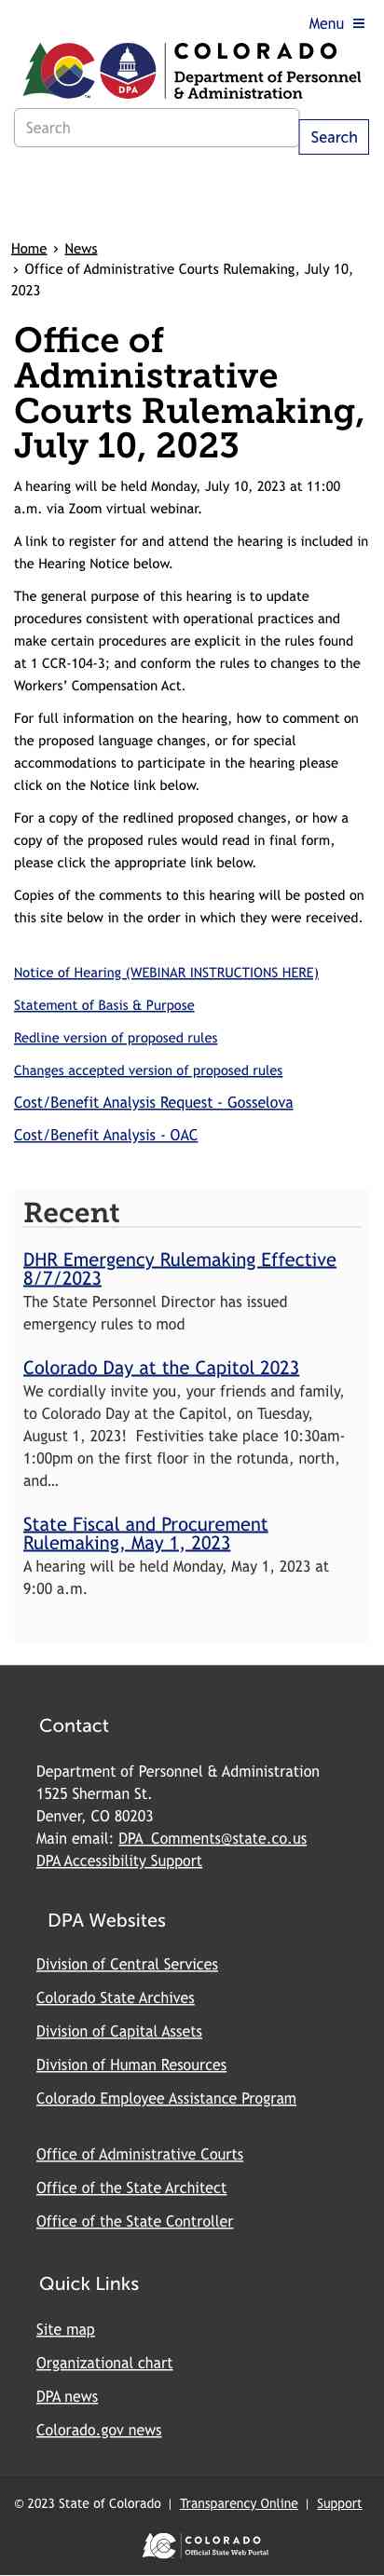 Menu
COLORADO
Department of Personnel
& Administration
DPA
Search
Search
Home > News
> Office of Administrative Courts Rulemaking, July 10,
2023
Office of
Administrative
Courts Rulemaking,
July 10, 2023
A hearing will be held Monday, July 10, 2023 at 11:00
a.m. via Zoom virtual webinar.
A link to register for and attend the hearing is included in
the Hearing Notice below.
The general purpose of this hearing is to update
procedures consistent with operational practices and
make certain procedures are explicit in the rules found
at 1 CCR-104-3; and conform the rules to changes to the
Workers’ Compensation Act.
For full information on the hearing, how to comment on
the proposed language changes, or for special
accommodations to participate in the hearing please
click on the Notice link below.
For a copy of the redlined proposed changes, or how a
copy of the proposed rules would read in final form,
please click the appropriate link below.
Copies of the comments to this hearing will be posted on
this site below in the order in which they were received.
Notice of Hearing (WEBINAR INSTRUCTIONS HERE)
Statement of Basis & Purpose
Redline version of proposed rules
Changes accepted version of proposed rules
Cost/Benefit Analysis Request - Gosselova
Cost/Benefit Analysis - OAC
Recent
DHR Emergency Rulemaking Effective
8/7/2023
The State Personnel Director has issued
emergency rules to mod
Colorado Day at the Capitol 2023
We cordially invite you, your friends and family,
to Colorado Day at the Capitol, on Tuesday,
August 1, 2023!  Festivities take place 10:30am-
1:00pm on the first floor in the rotunda, north,
and…
State Fiscal and Procurement
Rulemaking, May 1, 2023
A hearing will be held Monday, May 1, 2023 at
9:00 a.m.
Contact
Department of Personnel & Administration
1525 Sherman St.
Denver, CO 80203
Main email: DPA_Comments@state.co.us
DPA Accessibility Support
DPA Websites
Division of Central Services
Colorado State Archives
Division of Capital Assets
Division of Human Resources
Colorado Employee Assistance Program
Office of Administrative Courts
Office of the State Architect
Office of the State Controller
Quick Links
Site map
Organizational chart
DPA news
Colorado.gov news
© 2023 State of Colorado | Transparency Online | Support
COLORADO
Official State Web Portal